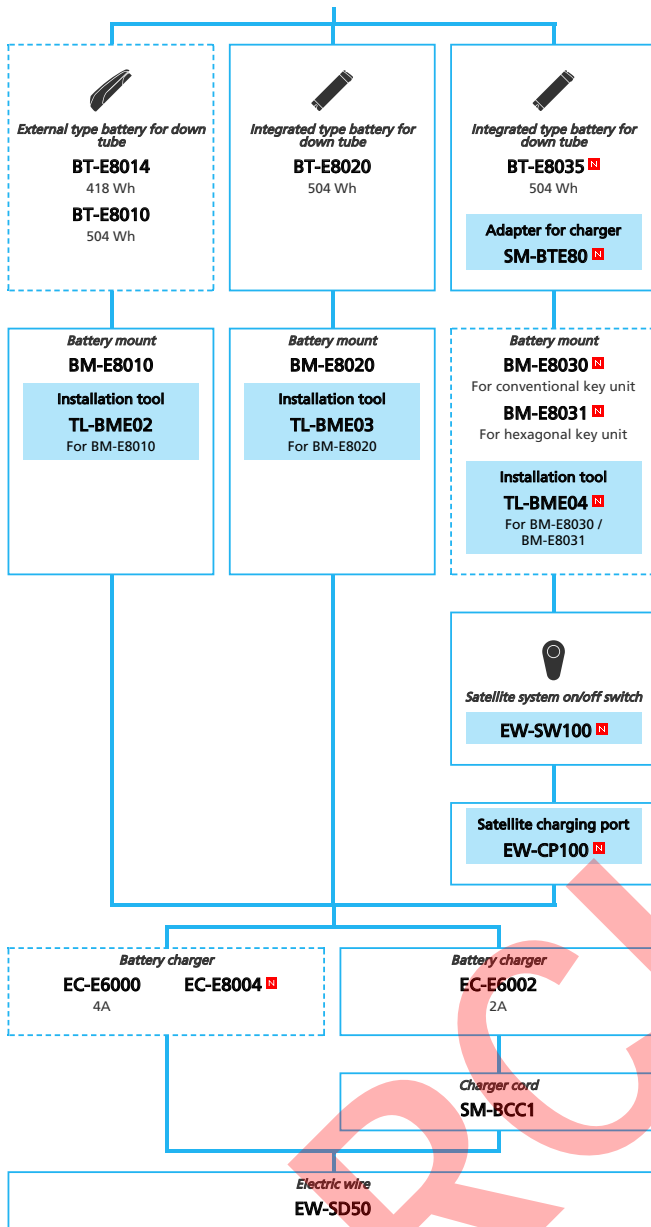 External type battery for down
tube
BT-E8014
418 Wh
BT-E8010
504 Wh
Integrated type battery for
down tube
BT-E8020
504 Wh
Integrated type battery for
down tube
BT-E8035 N
504 Wh
Adapter for charger
SM-BTE80 N
Battery mount
BM-E8010
Installation tool
TL-BME02
For BM-E8010
Battery mount
BM-E8020
Installation tool
TL-BME03
For BM-E8020
Battery mount
BM-E8030 N
For conventional key unit
BM-E8031 N
For hexagonal key unit
Installation tool
TL-BME04 N
For BM-E8030 /
BM-E8031
Satellite system on/off switch
EW-SW100 N
Satellite charging port
EW-CP100 N
Battery charger
EC-E6000 EC-E8004 N
4A
Battery charger
EC-E6002
2A
Charger cord
SM-BCC1
Electric wire
EW-SD50